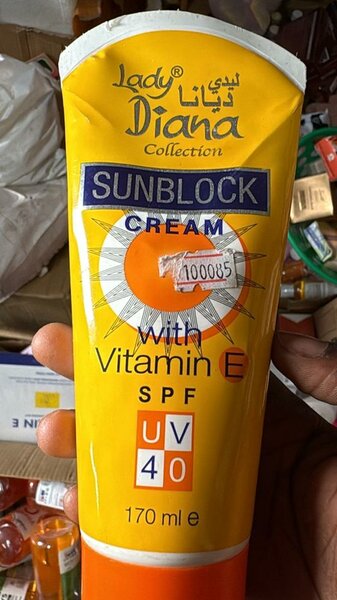 Lady® ليدي
Diana ديانا
Collection
SUNBLOCK
CREAM
100085
with
Vitamin E
SPF
UV
40
170 ml e